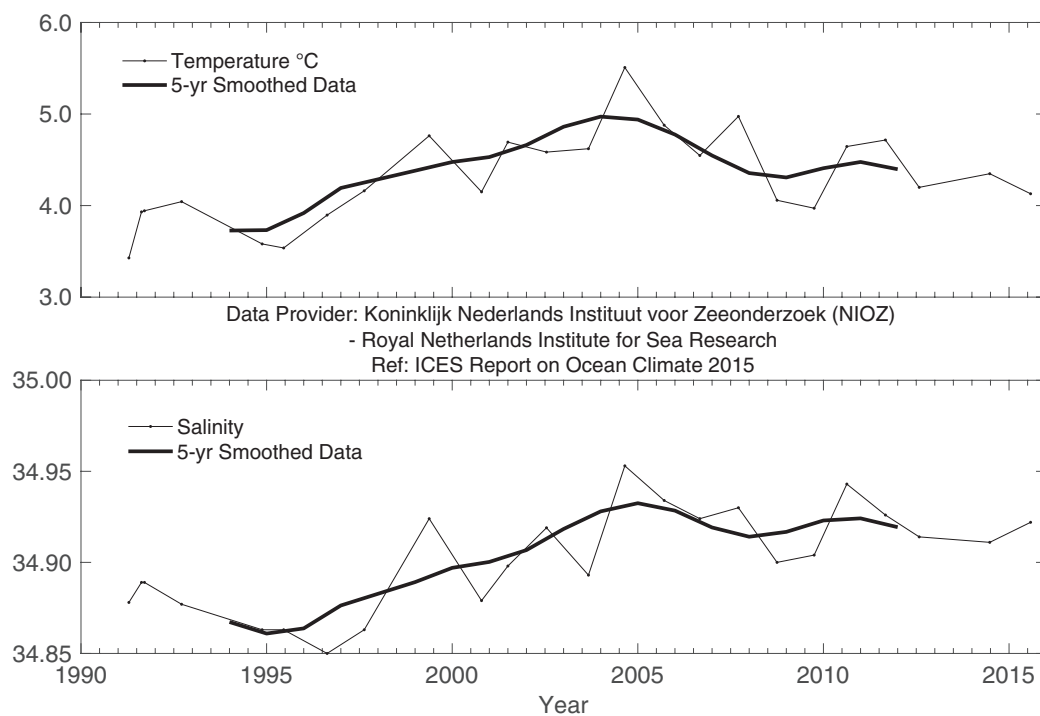 6.0
Temperature °C
5-yr Smoothed Data
5.0
4.0
3.0
Data Provider: Koninklijk Nederlands Instituut voor Zeeonderzoek (NIOZ)
- Royal Netherlands Institute for Sea Research
Ref: ICES Report on Ocean Climate 2015
35.00
Salinity
5-yr Smoothed Data
34.95
34.90
34.85
1990 1995 2000 2005 2010 2015
Year